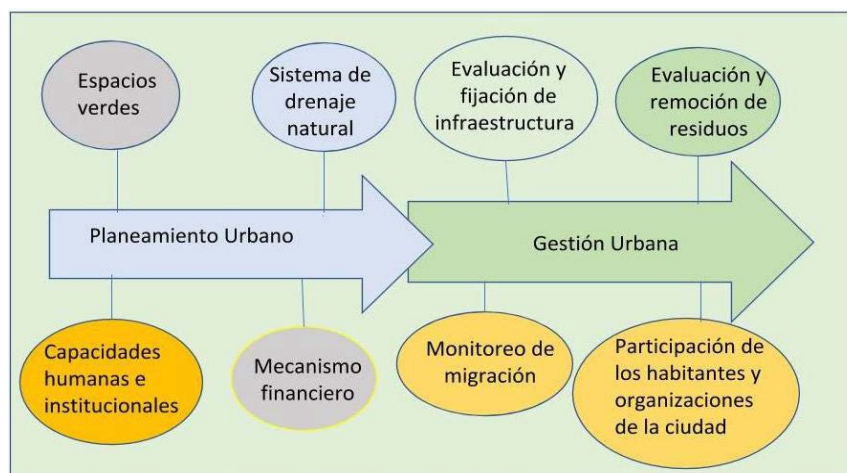 Espacios
verdes
Sistema de
drenaje
natural
Evaluación y
fijación de
infraestructura
Evaluación y
remoción de
residuos
Planeamiento Urbano
Gestión Urbana
Capacidades
humanas e
institucionales
Mecanismo
financiero
Monitoreo de
migración
Participación de
los habitantes y
organizaciones
de la ciudad